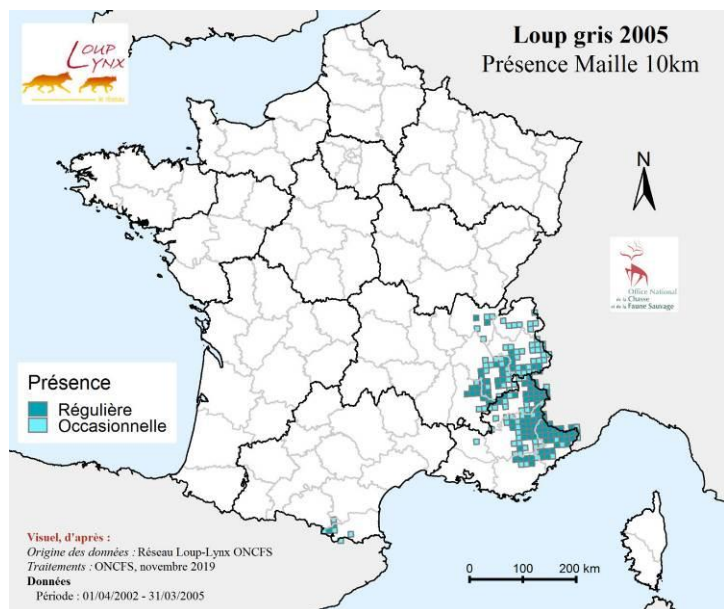 LOUP
LYNX
Loup gris 2005
Présence Maille 10km
N
Office National
de la Chasse
et de la Faune Sauvage
Présence
Régulière
Occasionnelle
Visuel, d'après :
Origine des données : Réseau Loup-Lynx ONCFS
Traitements : ONCFS, novembre 2019
Données
Période : 01/04/2002 - 31/03/2005
0 100 200 km